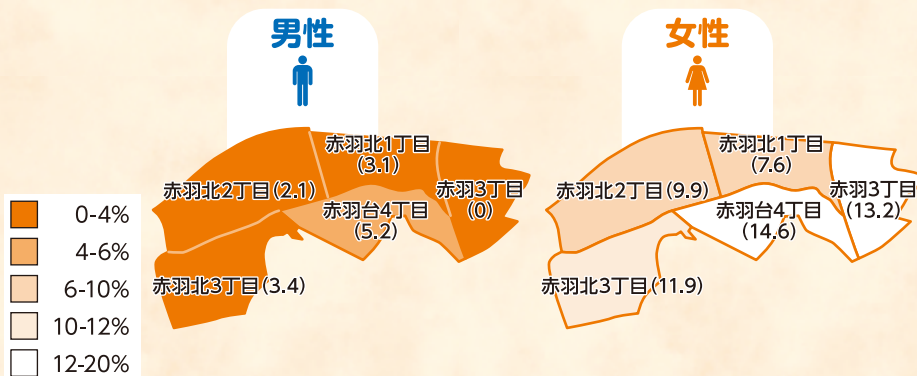 男性
赤羽北1丁目
(3.1)
赤羽北2丁目(2.1)
赤羽3丁目
(0)
赤羽台4丁目
(5.2)
赤羽北3丁目(3.4)
女性
赤羽北1丁目
(7.6)
赤羽北2丁目(9.9)
赤羽3丁目
(13.2)
赤羽台4丁目
(14.6)
赤羽北3丁目(11.9)
0-4%
4-6%
6-10%
10-12%
12-20%